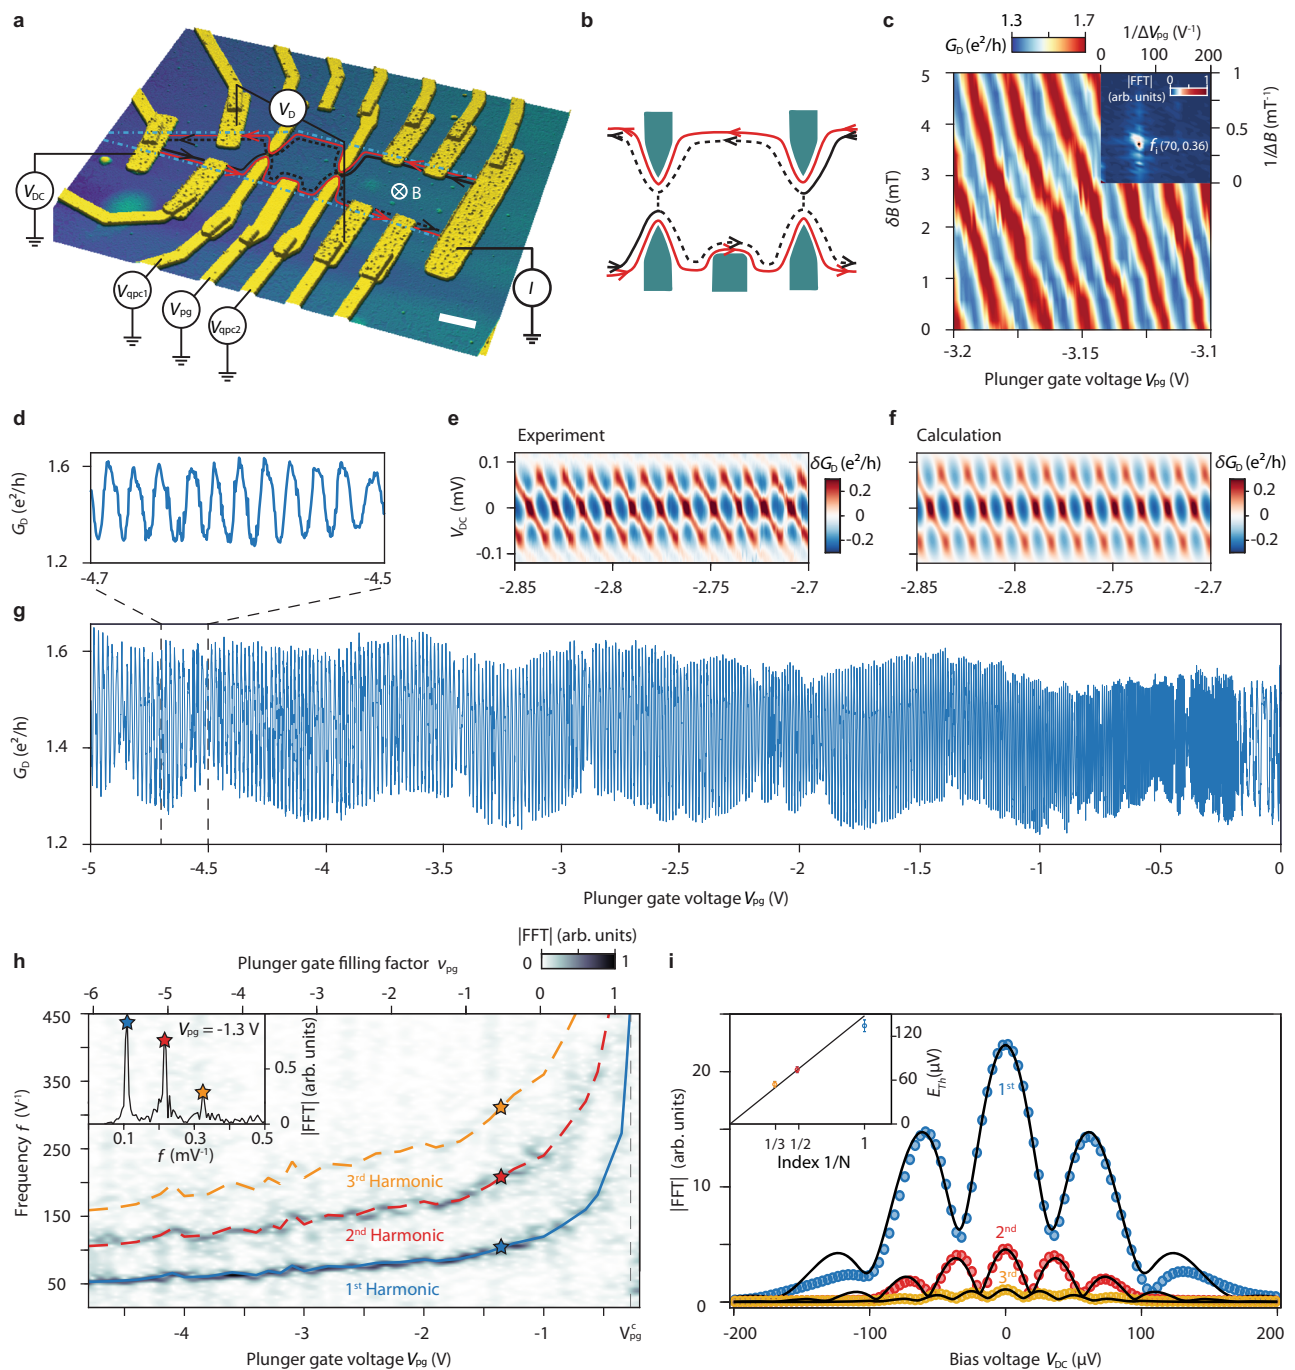 a
V_D
V_DC
⊗ B
V_qpc1
V_pg
V_qpc2
I
b
c
G_D (e²/h)
1.3 1.7
1/ΔV_pg (V⁻¹)
0 100 200
|FFT|
(arb. units)
0 1
f_i (70, 0.36)
1
0.5
0
1/ΔB (mT⁻¹)
5
4
3
2
1
0
δB (mT)
-3.2 -3.15 -3.1
Plunger gate voltage V_pg (V)
d
1.6
1.2
G_D (e²/h)
-4.7 -4.5
e
Experiment
0.1
0
-0.1
V_DC (mV)
-2.85 -2.8 -2.75 -2.7
δG_D (e²/h)
0.2
0
-0.2
f
Calculation
-2.85 -2.8 -2.75 -2.7
δG_D (e²/h)
0.2
0
-0.2
g
1.6
1.4
1.2
G_D (e²/h)
-5 -4.5 -4 -3.5 -3 -2.5 -2 -1.5 -1 -0.5 0
Plunger gate voltage V_pg (V)
h
|FFT| (arb. units)
0 1
Plunger gate filling factor ν_pg
-6 -5 -4 -3 -2 -1 0 1
450
350
250
150
50
Frequency f (V⁻¹)
V_pg = -1.3 V
0.5
0
|FFT| (arb. units)
0.1 0.3 0.5
f (mV⁻¹)
3rd Harmonic
2nd Harmonic
1st Harmonic
-4 -3 -2 -1 V_pg^c
Plunger gate voltage V_pg (V)
i
20
10
0
|FFT| (arb. units)
120
60
0
E_Th (μV)
1/3 1/2 1
Index 1/N
1st
2nd
3rd
-200 -100 0 100 200
Bias voltage V_DC (μV)